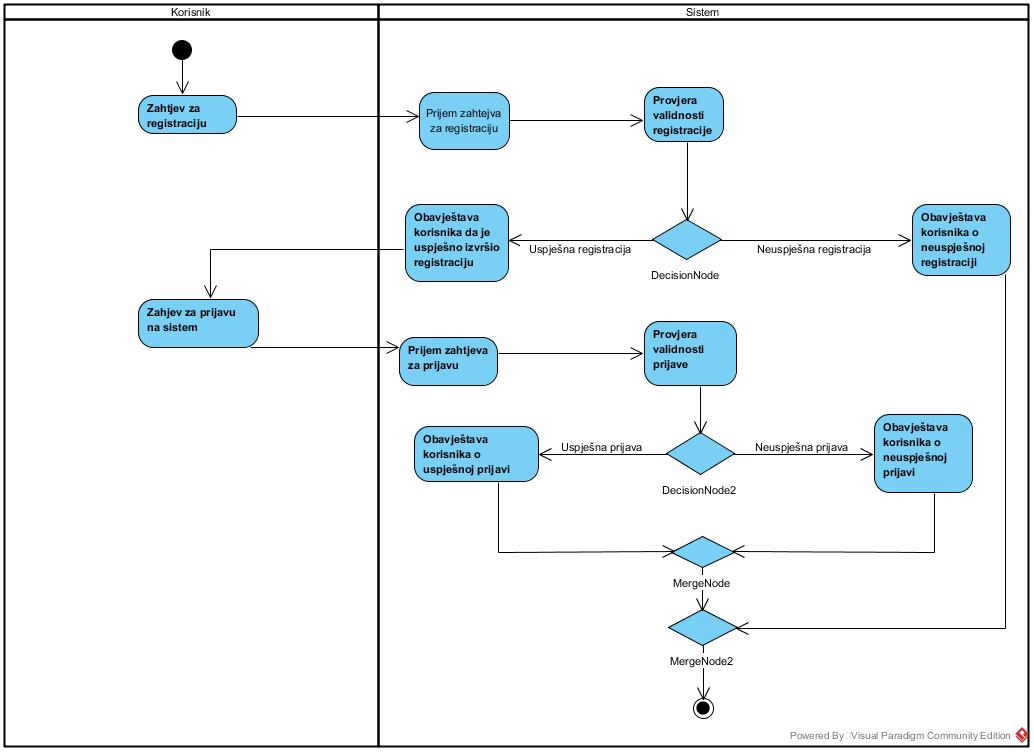 Korisnik
Sistem
Zahtjev za
registraciju
Prijem zahtejva
za registraciju
Provjera
validnosti
registracije
Obavještava
korisnika da je
uspješno izvršio
registraciju
Uspješna registracija
Neuspješna registracija
Obavještava
korisnika o
neuspješnoj
registraciji
DecisionNode
Zahjev za prijavu
na sistem
Prijem zahtjeva
za prijavu
Provjera
validnosti
prijave
Obavještava
korisnika o
uspješnoj prijavi
Uspješna prijava
Neuspješna prijava
Obavještava
korisnika o
neuspješnoj
prijavi
DecisionNode2
MergeNode
MergeNode2
Powered By Visual Paradigm Community Edition